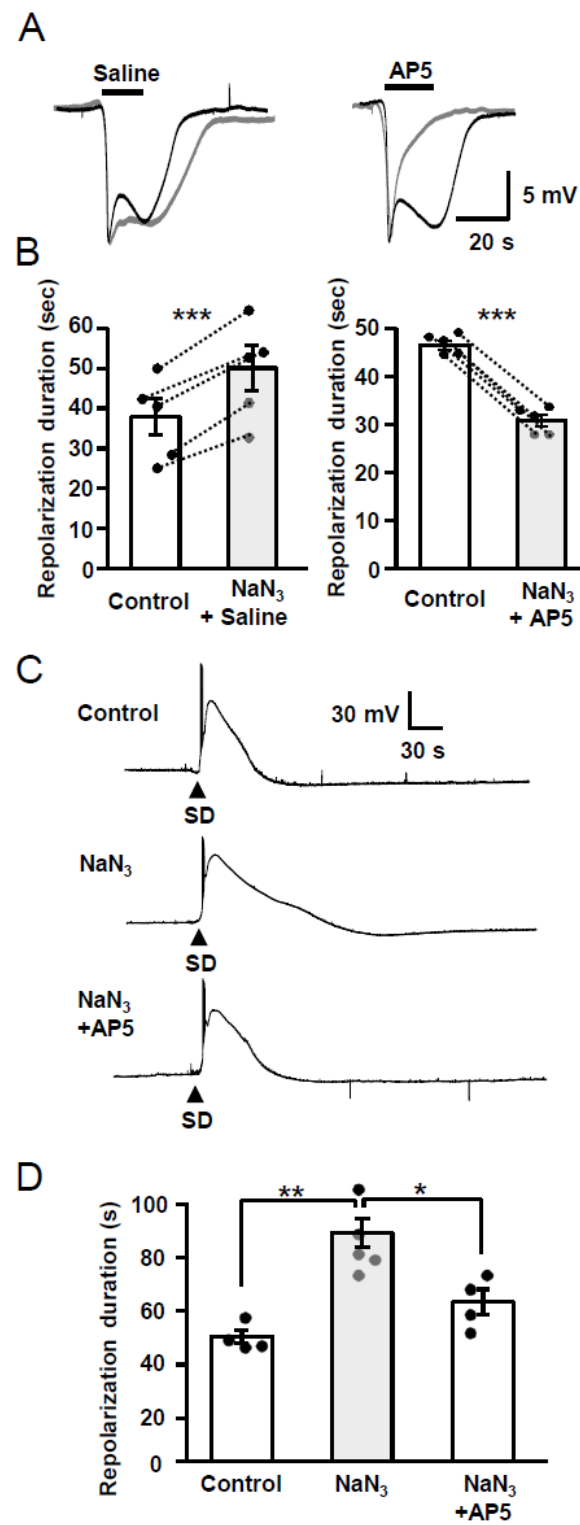 A
Saline
AP5
5 mV
20 s
B
Repolarization duration (sec)
60
50
40
30
20
10
0
***
Control
NaN₃
+ Saline
Repolarization duration (sec)
50
40
30
20
10
0
***
Control
NaN₃
+ AP5
C
Control
30 mV
30 s
SD
NaN₃
SD
NaN₃
+AP5
SD
D
Repolarization duration (s)
100
80
60
40
20
0
**
*
Control
NaN₃
NaN₃
+AP5